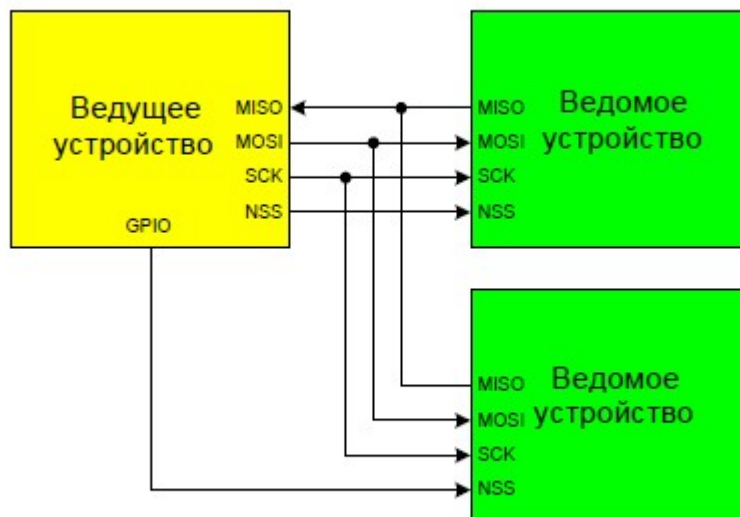 Ведущее
устройство
MISO
MOSI
SCK
NSS
GPIO
MISO
MOSI
SCK
NSS
Ведомое
устройство
MISO
MOSI
SCK
NSS
Ведомое
устройство